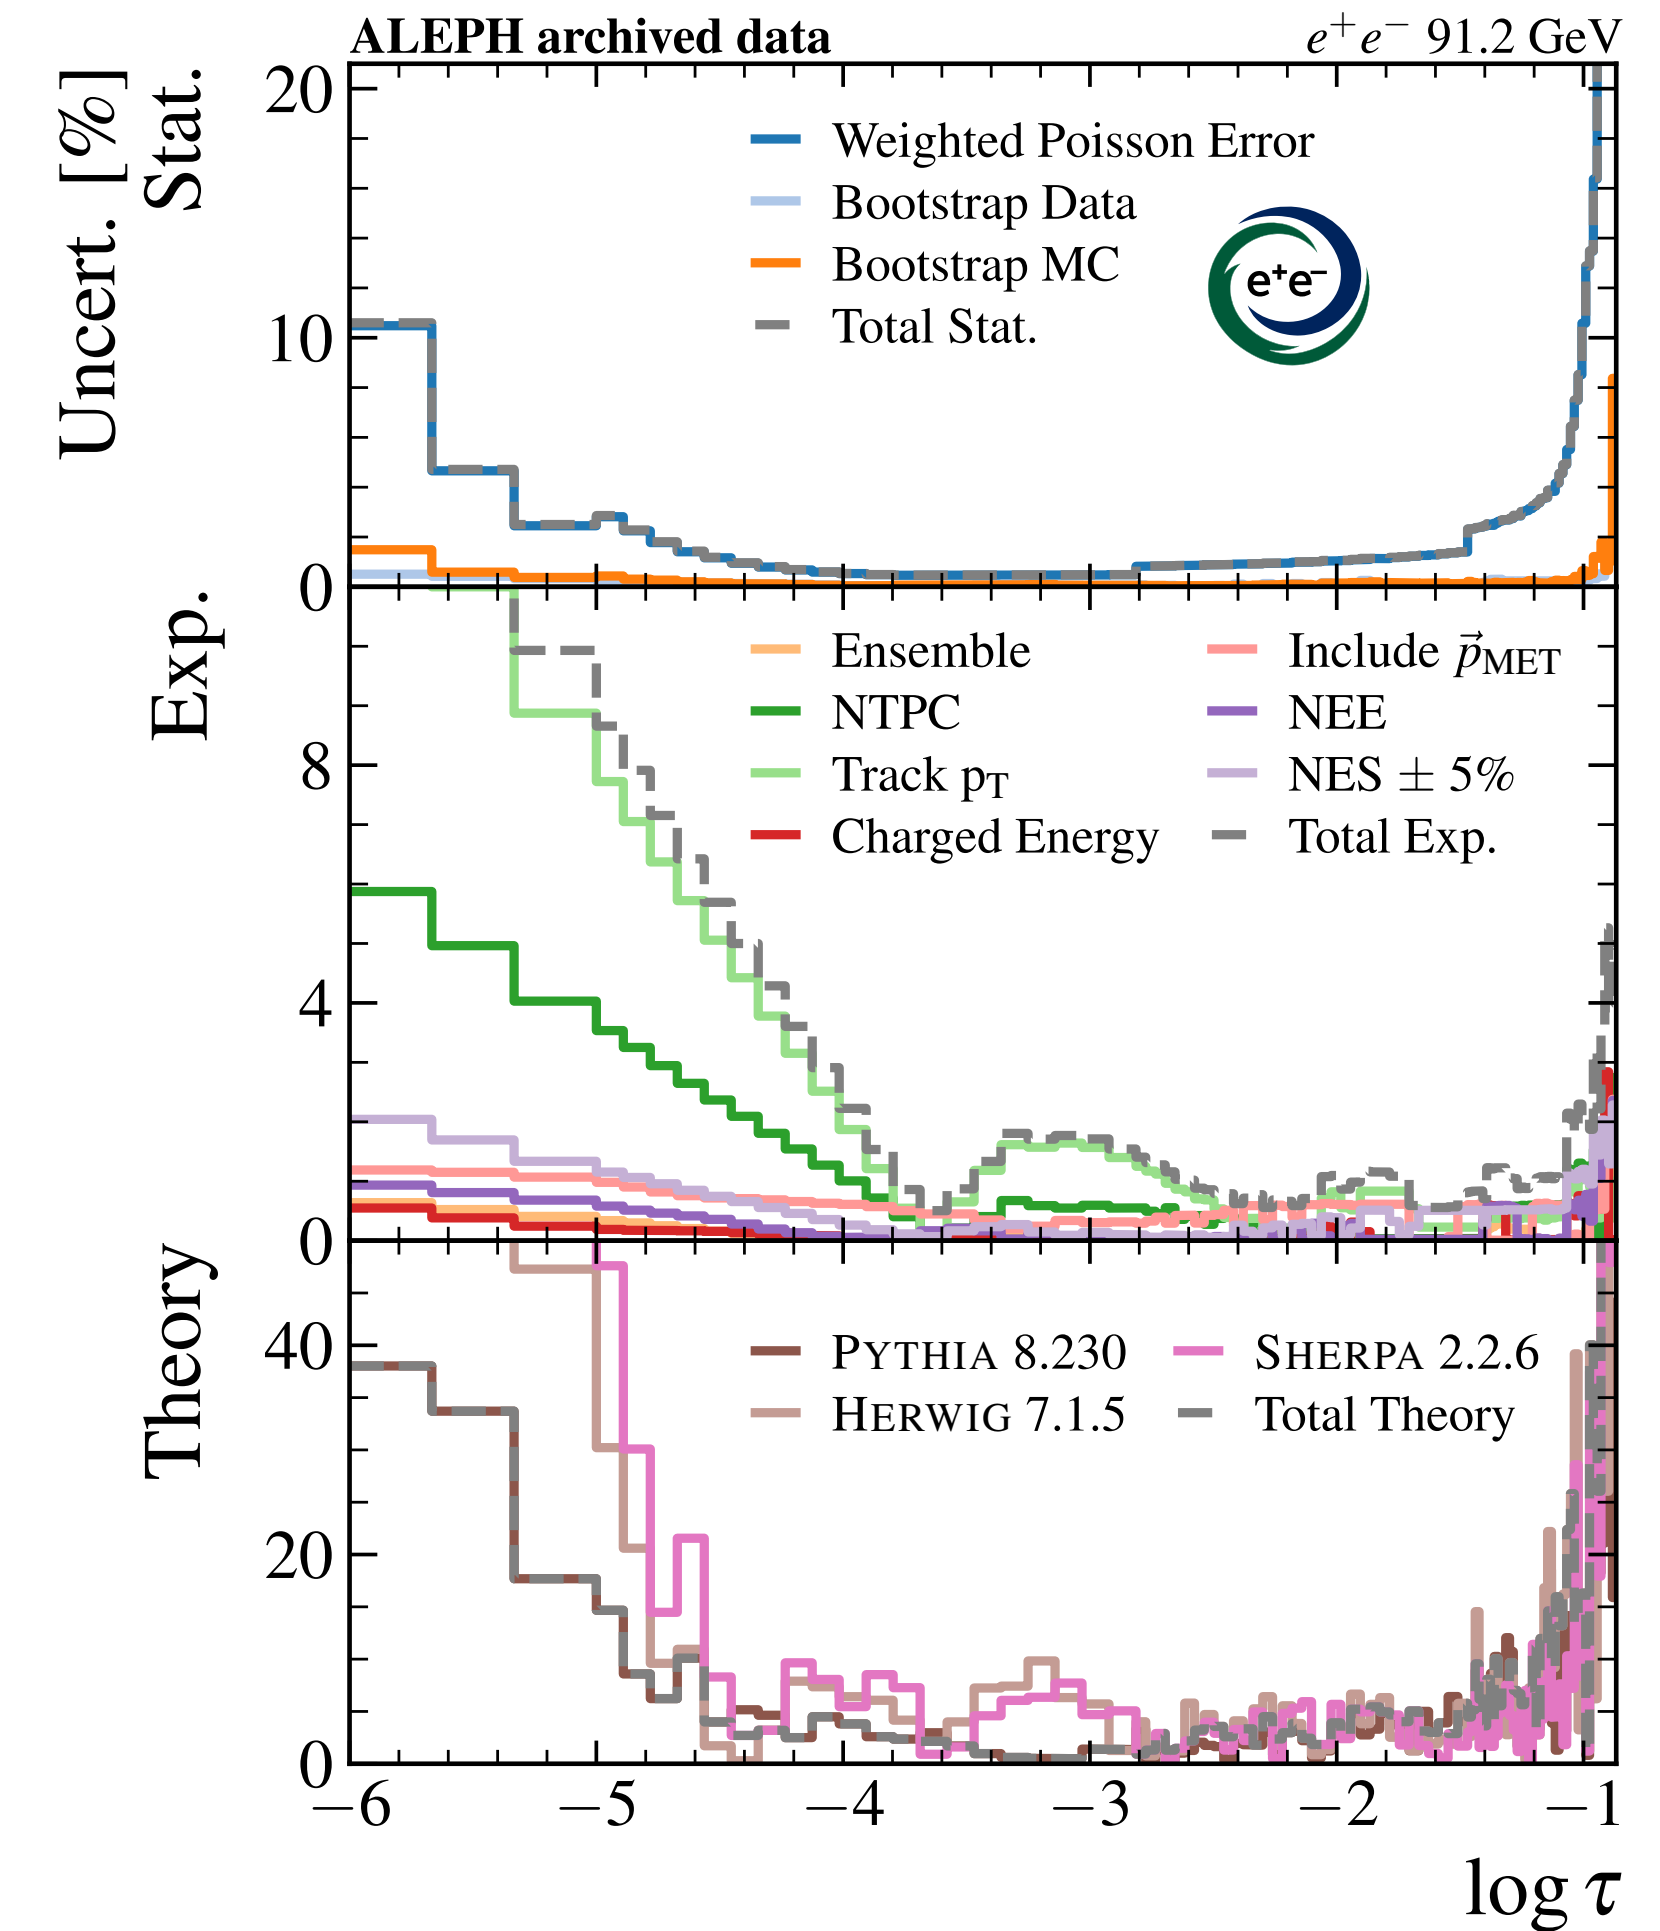 ALEPH archived data
e⁺e⁻ 91.2 GeV
Uncert. [%]
Stat.
20
10
0
Weighted Poisson Error
Bootstrap Data
Bootstrap MC
Total Stat.
e⁺e⁻
Exp.
8
4
0
Ensemble
NTPC
Track p_T
Charged Energy
Include p⃗_MET
NEE
NES ± 5%
Total Exp.
Theory
40
20
0
PYTHIA 8.230
HERWIG 7.1.5
SHERPA 2.2.6
Total Theory
−6 −5 −4 −3 −2 −1
log τ